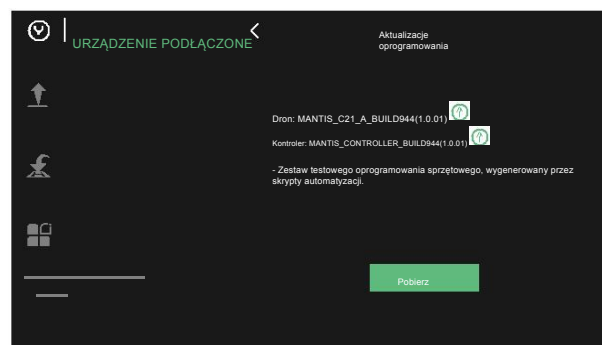 URZĄDZENIE PODŁĄCZONE
Aktualizacje
oprogramowania
Dron: MANTIS_C21_A_BUILD944(1.0.01)
Kontroler: MANTIS_CONTROLLER_BUILD944(1.0.01)
- Zestaw testowego oprogramowania sprzętowego, wygenerowany przez
skrypty automatyzacji.
Pobierz